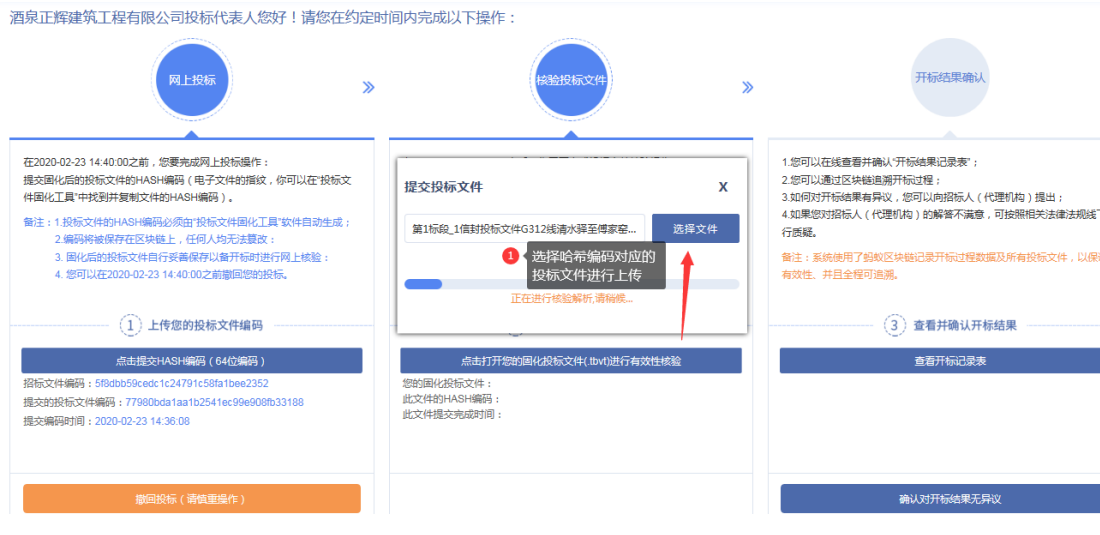 酒泉正辉建筑工程有限公司投标代表人您好！请您在约定时间内完成以下操作：
网上投标
核验投标文件
开标结果确认
在2020-02-23 14:40:00之前，您要完成网上投标操作：
提交固化后的投标文件的HASH编码（电子文件的指纹，你可以在“投标文
件固化工具”中找到并复制文件的HASH编码）。
备注：1.投标文件的HASH编码必须由“投标文件固化工具”软件自动生成；
2.编码将被保存在区块链上，任何人均无法篡改；
3. 固化后的投标文件自行妥善保存以备开标时进行网上核验；
4. 您可以在2020-02-23 14:40:00之前撤回您的投标。
1 上传您的投标文件编码
点击提交HASH编码（64位编码）
招标文件编码：5f8dbb59cedc1c24791c58fa1bee2352
提交的投标文件编码：77980bda1aa1b2541ec99e908fb33188
提交编码时间：2020-02-23 14:36:08
撤回投标（请慎重操作）
提交投标文件 X
第1标段_1信封投标文件G312线清水驿至傅家窑... 选择文件
1 选择哈希编码对应的
投标文件进行上传
正在进行核验解析,请稍候...
点击打开您的固化投标文件(.tbvt)进行有效性核验
您的固化投标文件：
此文件的HASH编码：
此文件提交完成时间：
1.您可以在线查看并确认“开标结果记录表”；
2.您可以通过区块链追溯开标过程；
3.如何对开标结果有异议，您可以向招标人（代理机构）提出；
4.如果您对招标人（代理机构）的解答不满意，可按照相关法律法规线下
行质疑。
备注：系统使用了蚂蚁区块链记录开标过程数据及所有投标文件，以保证
有效性、并且全程可追溯。
3 查看并确认开标结果
查看开标记录表
确认对开标结果无异议